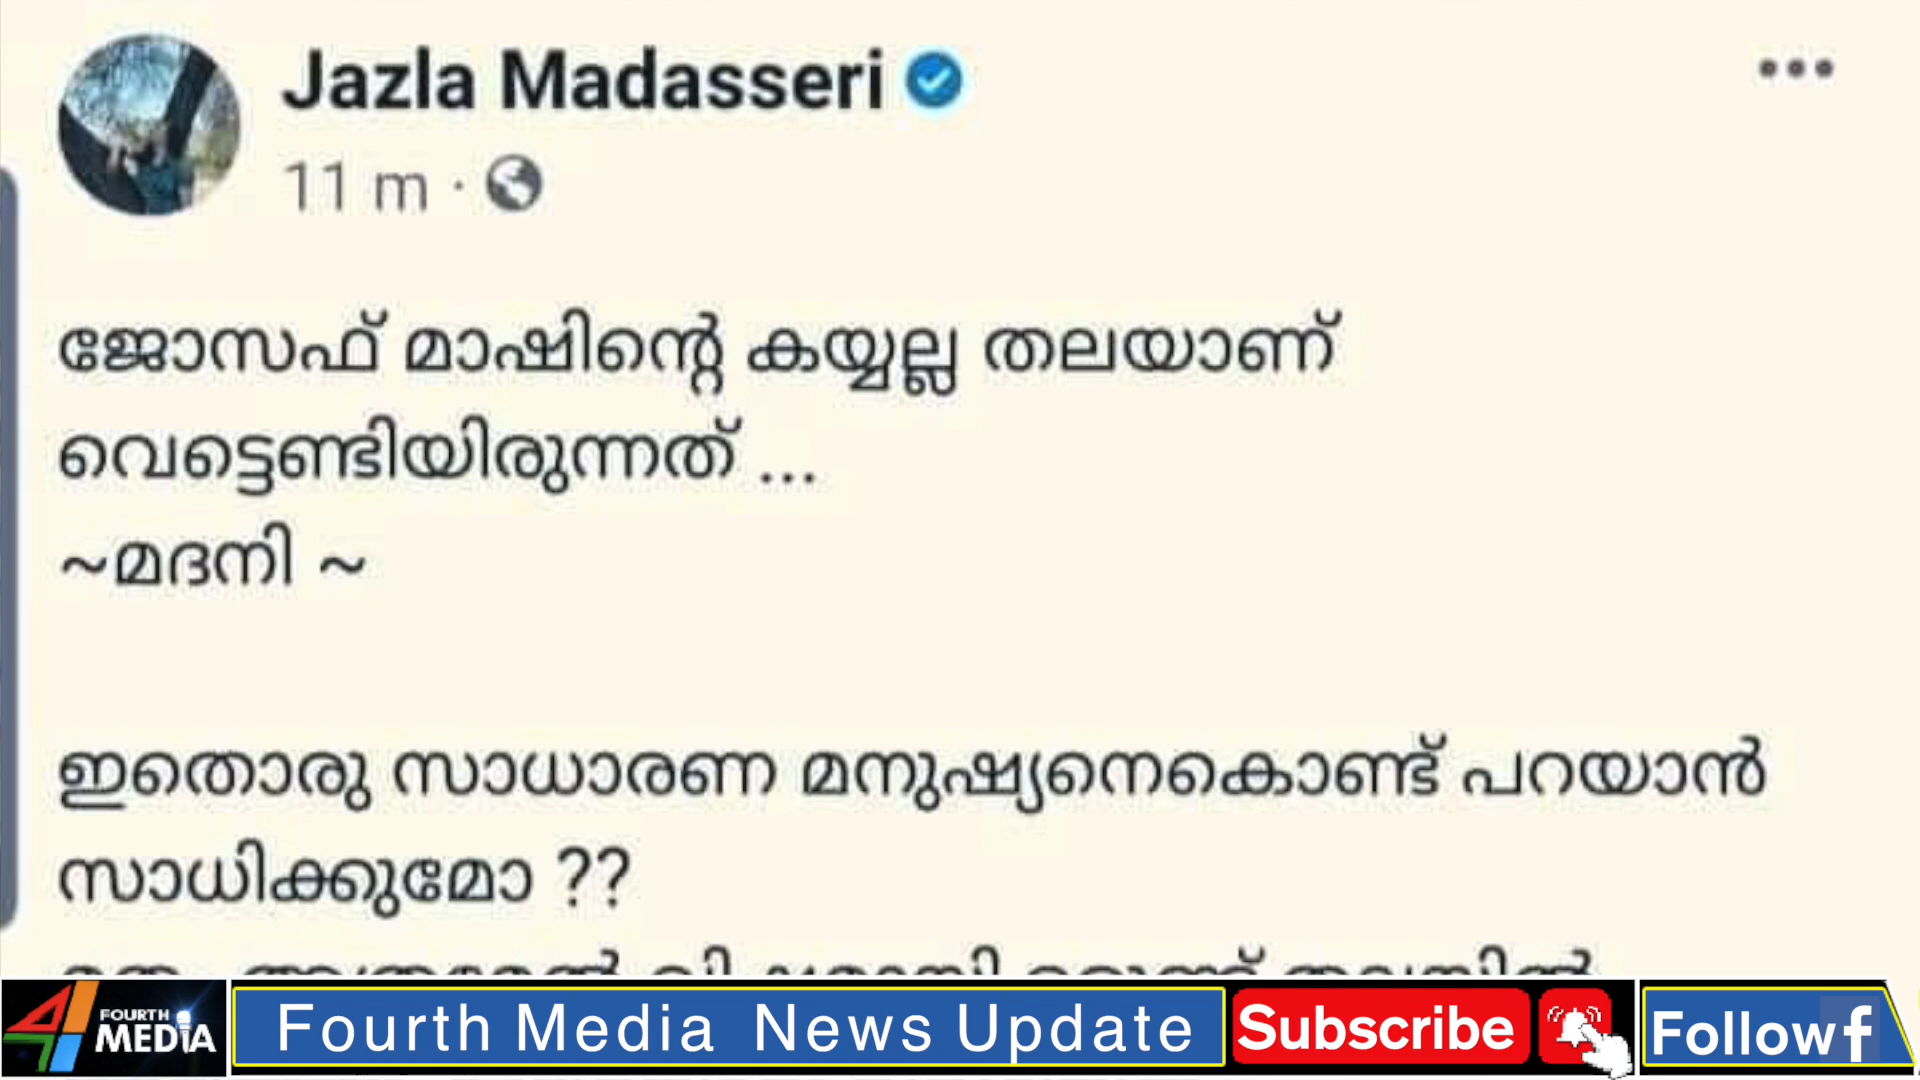 Jazla Madasseri
11 m ·
ജോസഫ് മാഷിന്റെ കയ്യല്ല തലയാണ്
വെട്ടെണ്ടിയിരുന്നത് ...
~മദനി ~
ഇതൊരു സാധാരണ മനുഷ്യനെകൊണ്ട് പറയാൻ
സാധിക്കുമോ ??
FOURTH
MEDIA
Fourth Media News Update
Subscribe
Follow f